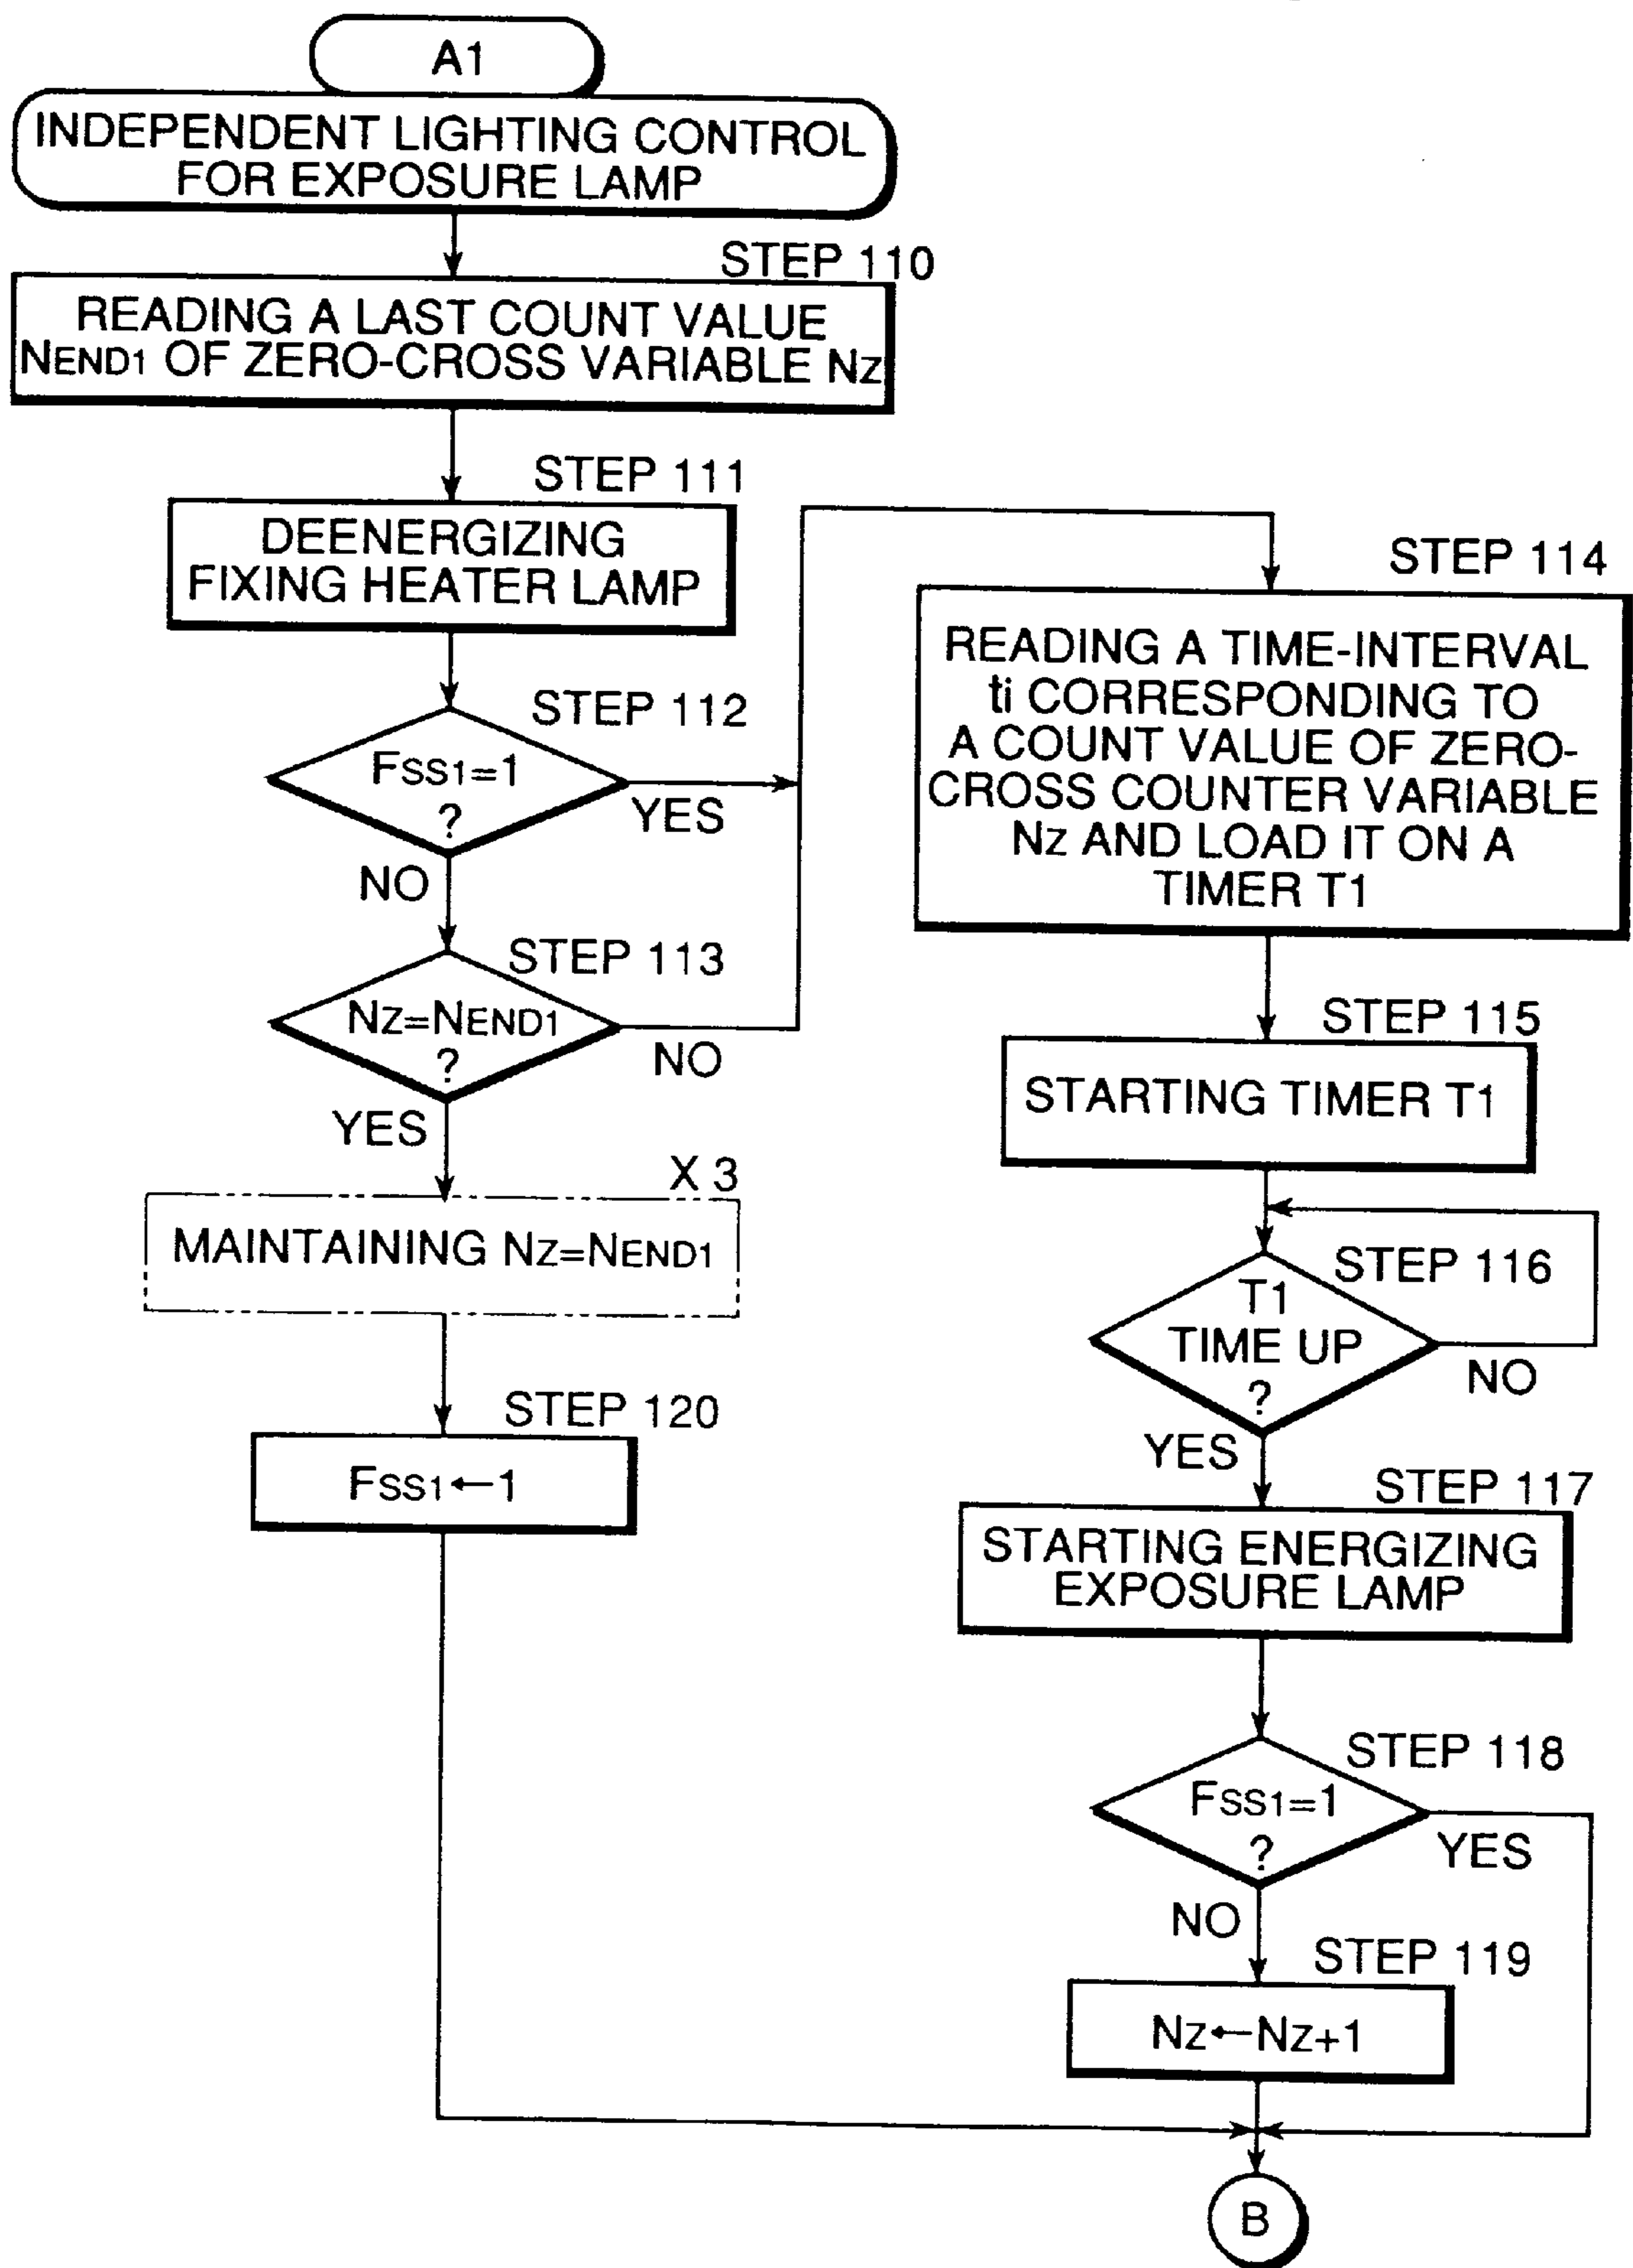 A1
INDEPENDENT LIGHTING CONTROL
FOR EXPOSURE LAMP
STEP 110
READING A LAST COUNT VALUE
NEND1 OF ZERO-CROSS VARIABLE NZ
STEP 111
DEENERGIZING
FIXING HEATER LAMP
STEP 112
FSS1=1
?
YES
NO
STEP 113
NZ=NEND1
?
NO
YES
X 3
MAINTAINING NZ=NEND1
STEP 120
FSS1←1
STEP 114
READING A TIME-INTERVAL
ti CORRESPONDING TO
A COUNT VALUE OF ZERO-
CROSS COUNTER VARIABLE
NZ AND LOAD IT ON A
TIMER T1
STEP 115
STARTING TIMER T1
STEP 116
T1
TIME UP
?
NO
YES
STEP 117
STARTING ENERGIZING
EXPOSURE LAMP
STEP 118
FSS1=1
?
YES
NO
STEP 119
NZ←NZ+1
B